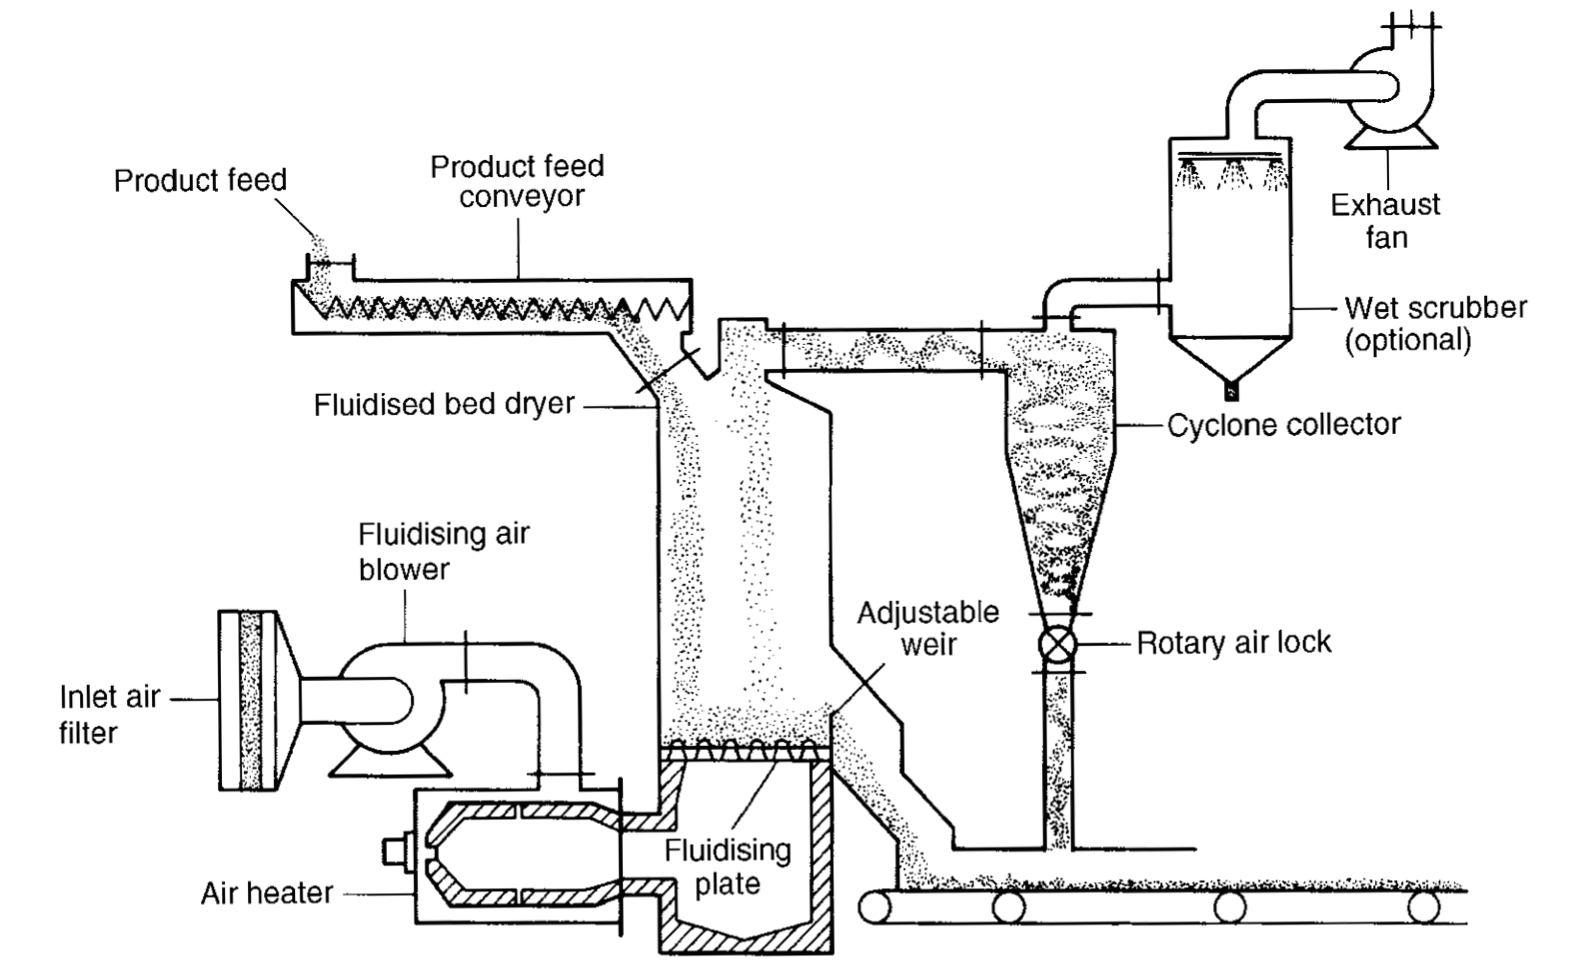 Product feed
Product feed
conveyor
Exhaust
fan
Wet scrubber
(optional)
Fluidised bed dryer
Cyclone collector
Fluidising air
blower
Adjustable
weir
Rotary air lock
Inlet air
filter
Fluidising
plate
Air heater